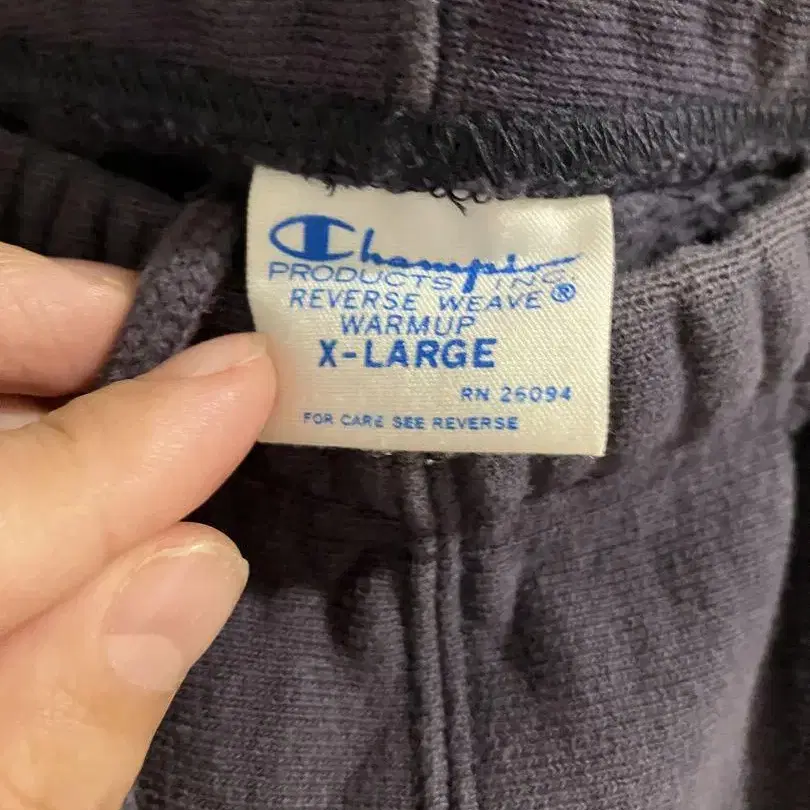 Champion
PRODUCTS INC.
REVERSE WEAVE®
WARMUP
X-LARGE
RN 26094
FOR CARE SEE REVERSE